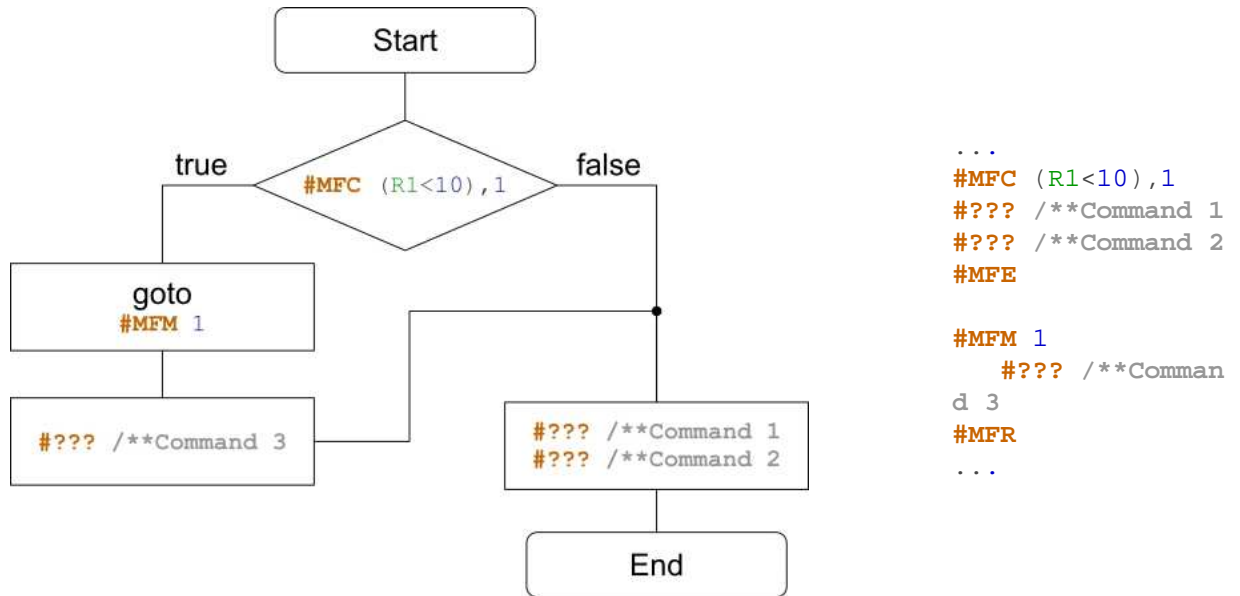 Start
true
false
#MFC (R1<10),1
goto
#MFM 1
#??? /**Command 3
#??? /**Command 1
#??? /**Command 2
End
...
#MFC (R1<10),1
#??? /**Command 1
#??? /**Command 2
#MFE
#MFM 1
#??? /**Comman
d 3
#MFR
...